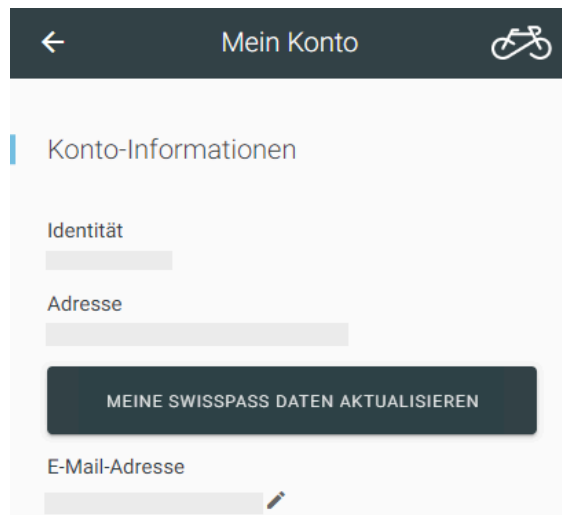 Mein Konto
Konto-Informationen
Identität
Adresse
MEINE SWISSPASS DATEN AKTUALISIEREN
E-Mail-Adresse